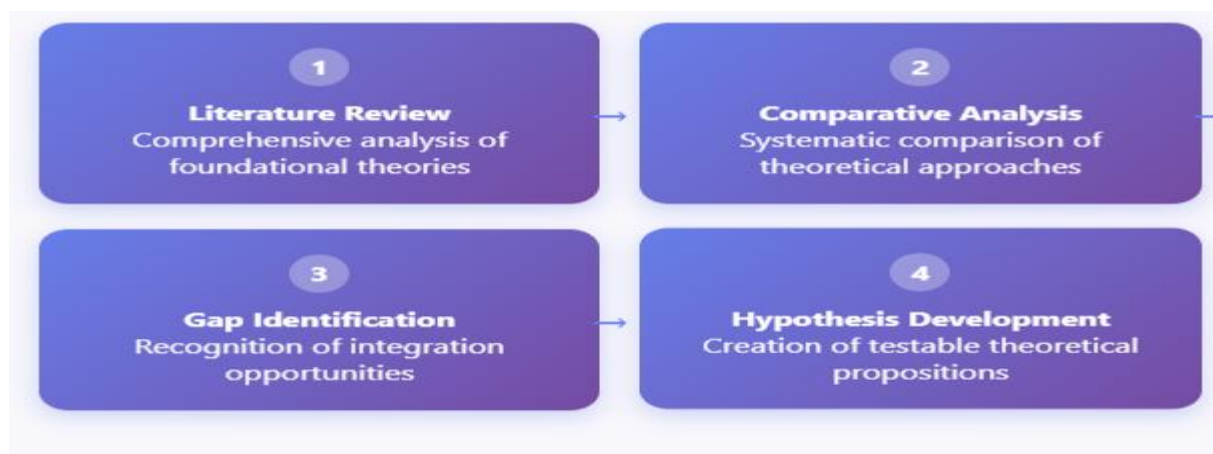 1
Literature Review
Comprehensive analysis of
foundational theories
→
2
Comparative Analysis
Systematic comparison of
theoretical approaches
3
Gap Identification
Recognition of integration
opportunities
→
4
Hypothesis Development
Creation of testable theoretical
propositions